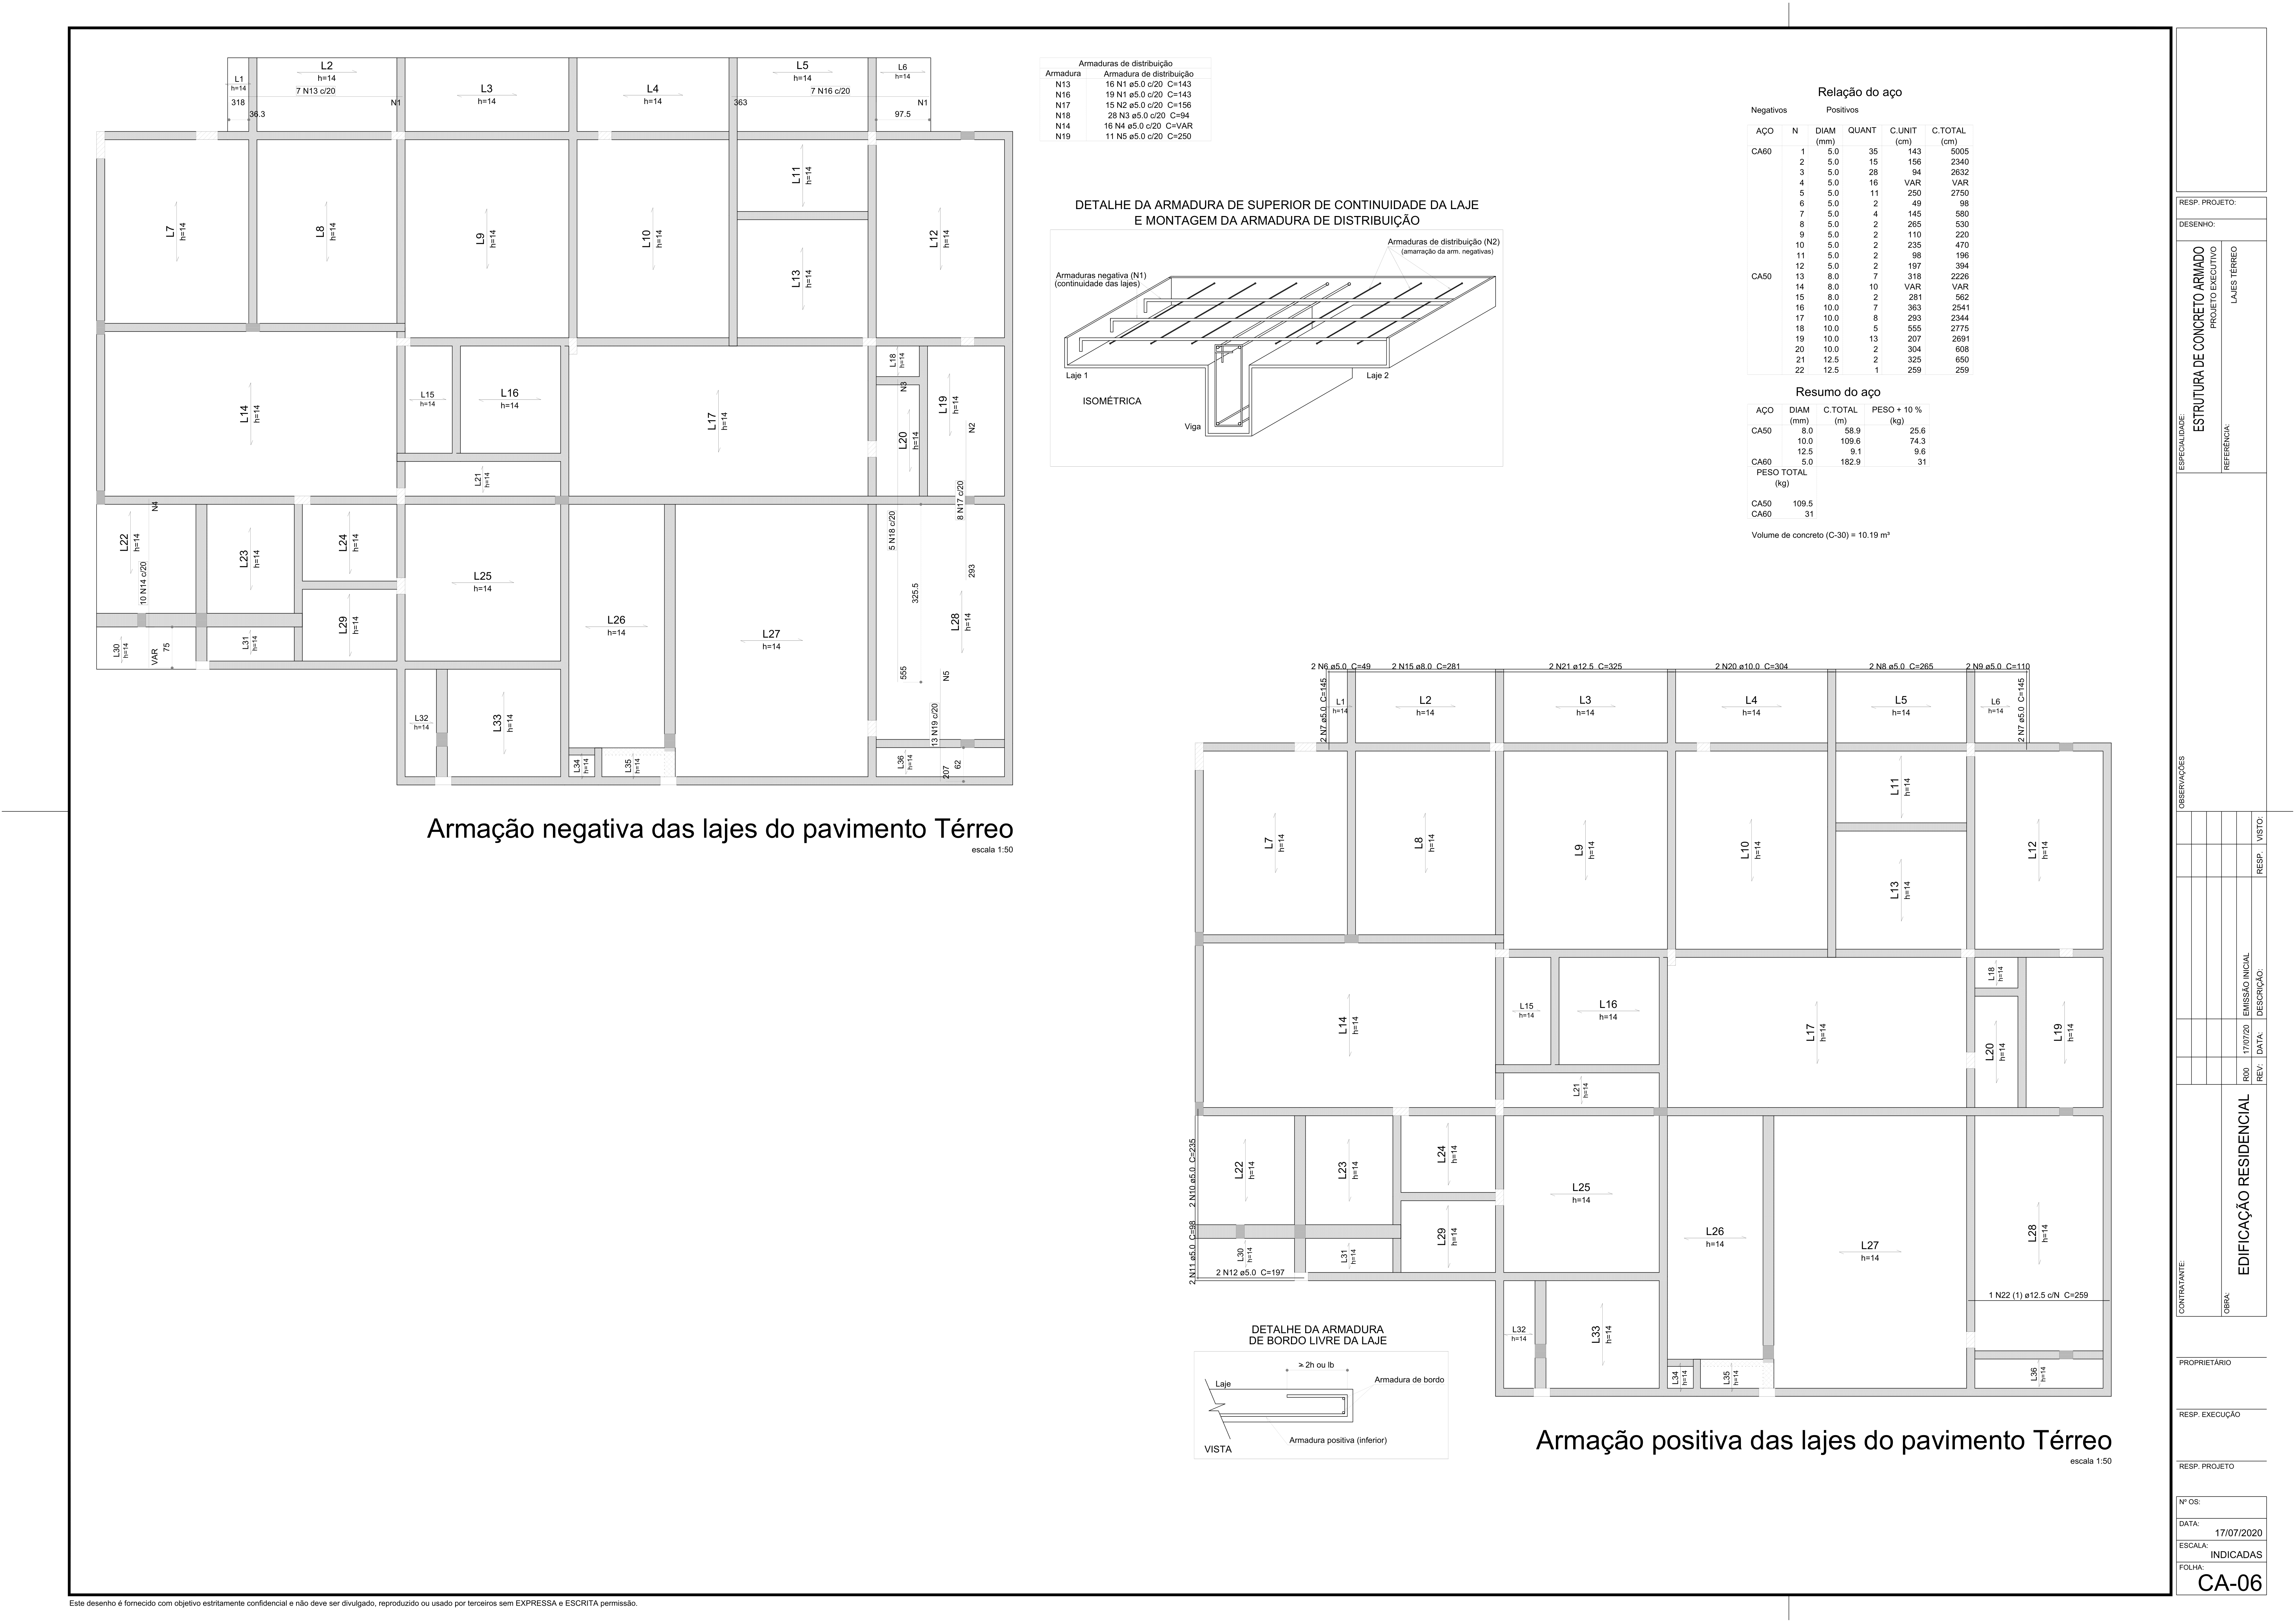 L1
h=14
L2
h=14
7 N13 c/20
318
36.3
N1
L3
h=14
L4
h=14
L5
h=14
7 N16 c/20
363
L6
h=14
N1
97.5
L7
h=14
L8
h=14
L9
h=14
L10
h=14
L11
h=14
L13
h=14
L12
h=14
L14
h=14
L15
h=14
L16
h=14
L17
h=14
L18
h=14
N3
L19
h=14
L20
h=14
N2
L21
h=14
N4
L22
h=14
10 N14 c/20
L23
h=14
L24
h=14
L25
h=14
5 N18 c/20
8 N17 c/20
293
325.5
L26
h=14
L27
h=14
L28
h=14
L29
h=14
L30
h=14
VAR
75
L31
h=14
555
N5
L32
h=14
L33
h=14
13 N19 c/20
L34
h=14
L35
h=14
L36
h=14
207
62
Armação negativa das lajes do pavimento Térreo
escala 1:50
Armaduras de distribuição
Armadura Armadura de distribuição
N13 16 N1 ø5.0 c/20 C=143
N16 19 N1 ø5.0 c/20 C=143
N17 15 N2 ø5.0 c/20 C=156
N18 28 N3 ø5.0 c/20 C=94
N14 16 N4 ø5.0 c/20 C=VAR
N19 11 N5 ø5.0 c/20 C=250
DETALHE DA ARMADURA DE SUPERIOR DE CONTINUIDADE DA LAJE
E MONTAGEM DA ARMADURA DE DISTRIBUIÇÃO
Armaduras de distribuição (N2)
(amarração da arm. negativas)
Armaduras negativa (N1)
(continuidade das lajes)
Laje 1
Laje 2
ISOMÉTRICA
Viga
Relação do aço
Negativos Positivos
AÇO N DIAM QUANT C.UNIT C.TOTAL
(mm) (cm) (cm)
CA60 1 5.0 35 143 5005
2 5.0 15 156 2340
3 5.0 28 94 2632
4 5.0 16 VAR VAR
5 5.0 11 250 2750
6 5.0 2 49 98
7 5.0 4 145 580
8 5.0 2 265 530
9 5.0 2 110 220
10 5.0 2 235 470
11 5.0 2 98 196
12 5.0 2 197 394
CA50 13 8.0 7 318 2226
14 8.0 10 VAR VAR
15 8.0 2 281 562
16 10.0 7 363 2541
17 10.0 8 293 2344
18 10.0 5 555 2775
19 10.0 13 207 2691
20 10.0 2 304 608
21 12.5 2 325 650
22 12.5 1 259 259
Resumo do aço
AÇO DIAM C.TOTAL PESO + 10 %
(mm) (m) (kg)
CA50 8.0 58.9 25.6
10.0 109.6 74.3
12.5 9.1 9.6
CA60 5.0 182.9 31
PESO TOTAL
(kg)
CA50 109.5
CA60 31
Volume de concreto (C-30) = 10.19 m³
2 N6 ø5.0 C=49
2 N15 ø8.0 C=281
2 N21 ø12.5 C=325
2 N20 ø10.0 C=304
2 N8 ø5.0 C=265
2 N9 ø5.0 C=110
2 N7 ø5.0 C=145
L1
h=14
L2
h=14
L3
h=14
L4
h=14
L5
h=14
L6
h=14
2 N7 ø5.0 C=145
L7
h=14
L8
h=14
L9
h=14
L10
h=14
L11
h=14
L13
h=14
L12
h=14
L14
h=14
L15
h=14
L16
h=14
L17
h=14
L18
h=14
L19
h=14
L20
h=14
L21
h=14
2 N10 ø5.0 C=235
L22
h=14
L23
h=14
L24
h=14
L25
h=14
L26
h=14
L27
h=14
L28
h=14
2 N11 ø5.0 C=98
L29
h=14
L30
h=14
L31
h=14
2 N12 ø5.0 C=197
1 N22 (1) ø12.5 c/N C=259
L32
h=14
L33
h=14
L34
h=14
L35
h=14
L36
h=14
DETALHE DA ARMADURA
DE BORDO LIVRE DA LAJE
≥ 2h ou lb
Laje
Armadura de bordo
Armadura positiva (inferior)
VISTA
Armação positiva das lajes do pavimento Térreo
escala 1:50
RESP. PROJETO:
DESENHO:
ESPECIALIDADE:
ESTRUTURA DE CONCRETO ARMADO
PROJETO EXECUTIVO
REFERÊNCIA:
LAJES TÉRREO
OBSERVAÇÕES
R00 17/07/20 EMISSÃO INICIAL
REV: DATA: DESCRIÇÃO: RESP. VISTO:
CONTRATANTE:
OBRA:
EDIFICAÇÃO RESIDENCIAL
PROPRIETÁRIO
RESP. EXECUÇÃO
RESP. PROJETO
Nº OS:
DATA:
17/07/2020
ESCALA:
INDICADAS
FOLHA:
CA-06
Este desenho é fornecido com objetivo estritamente confidencial e não deve ser divulgado, reproduzido ou usado por terceiros sem EXPRESSA e ESCRITA permissão.